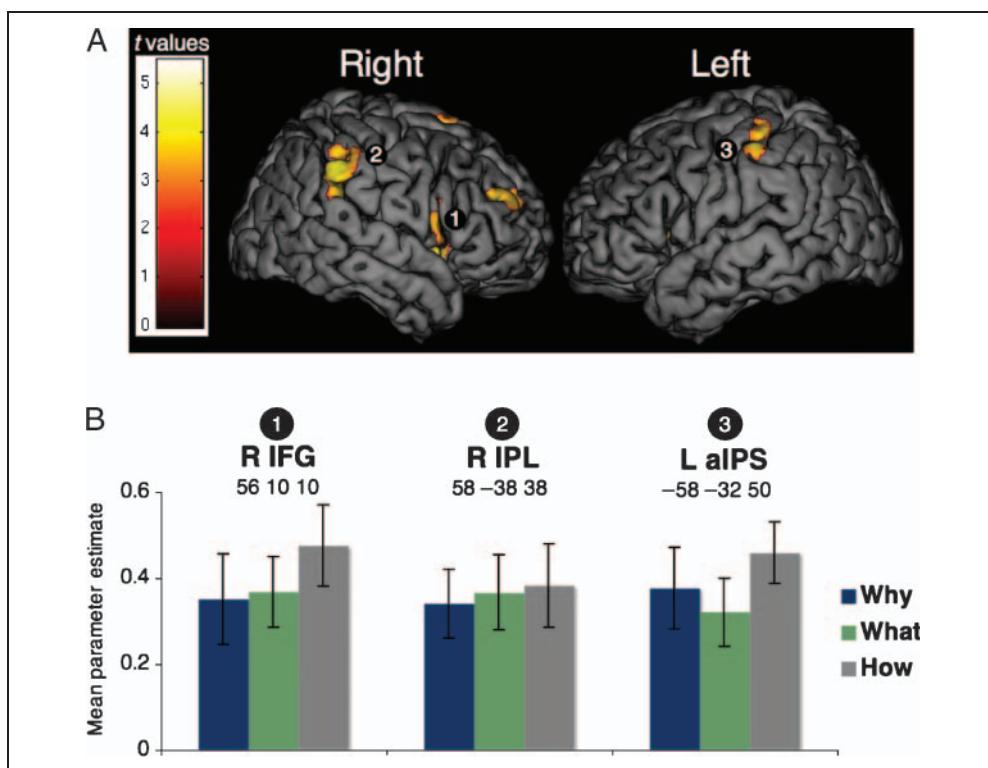 A
t values
5
4
3
2
1
0
Right
Left
2
1
3
B
1
2
3
R IFG
R IPL
L aIPS
56 10 10
58 −38 38
−58 −32 50
0.6
0.4
0.2
0
Mean parameter estimate
Why
What
How